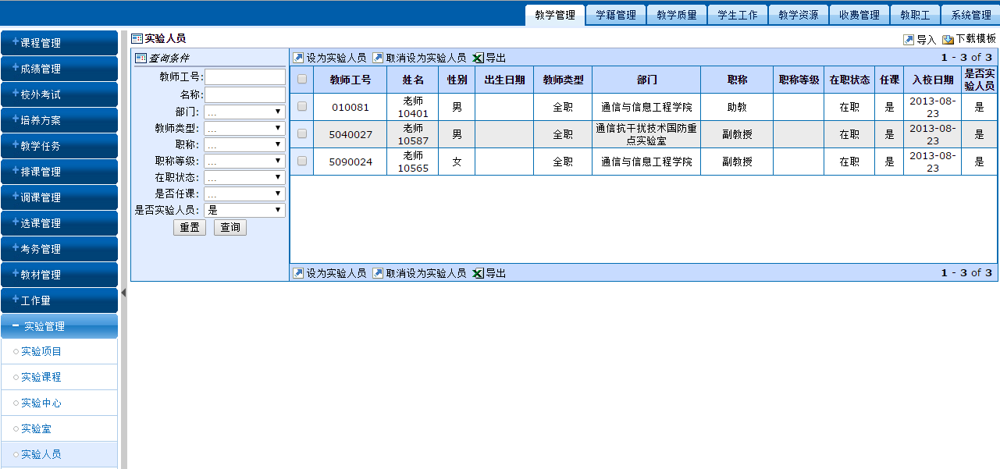 教学管理 学籍管理 教学质量 学生工作 教学资源 收费管理 教职工 系统管理
课程管理
成绩管理
校外考试
培养方案
教学任务
排课管理
调课管理
选课管理
考务管理
教材管理
工作量
实验管理
实验项目
实验课程
实验中心
实验室
实验人员
实验人员
导入 下载模板
查询条件
教师工号:
名称:
部门: ...
教师类型: ...
职称: ...
职称等级: ...
在职状态: ...
是否任课: ...
是否实验人员: 是
重置 查询
设为实验人员 取消设为实验人员 导出 1 - 3 of 3
教师工号 姓名 性别 出生日期 教师类型 部门 职称 职称等级 在职状态 任课 入校日期 是否实验人员
010081 老师10401 男 全职 通信与信息工程学院 助教 在职 是 2013-08-23 是
5040027 老师10587 男 全职 通信抗干扰技术国防重点实验室 副教授 在职 是 2013-08-23 是
5090024 老师10565 女 全职 通信与信息工程学院 副教授 在职 是 2013-08-23 是
设为实验人员 取消设为实验人员 导出 1 - 3 of 3